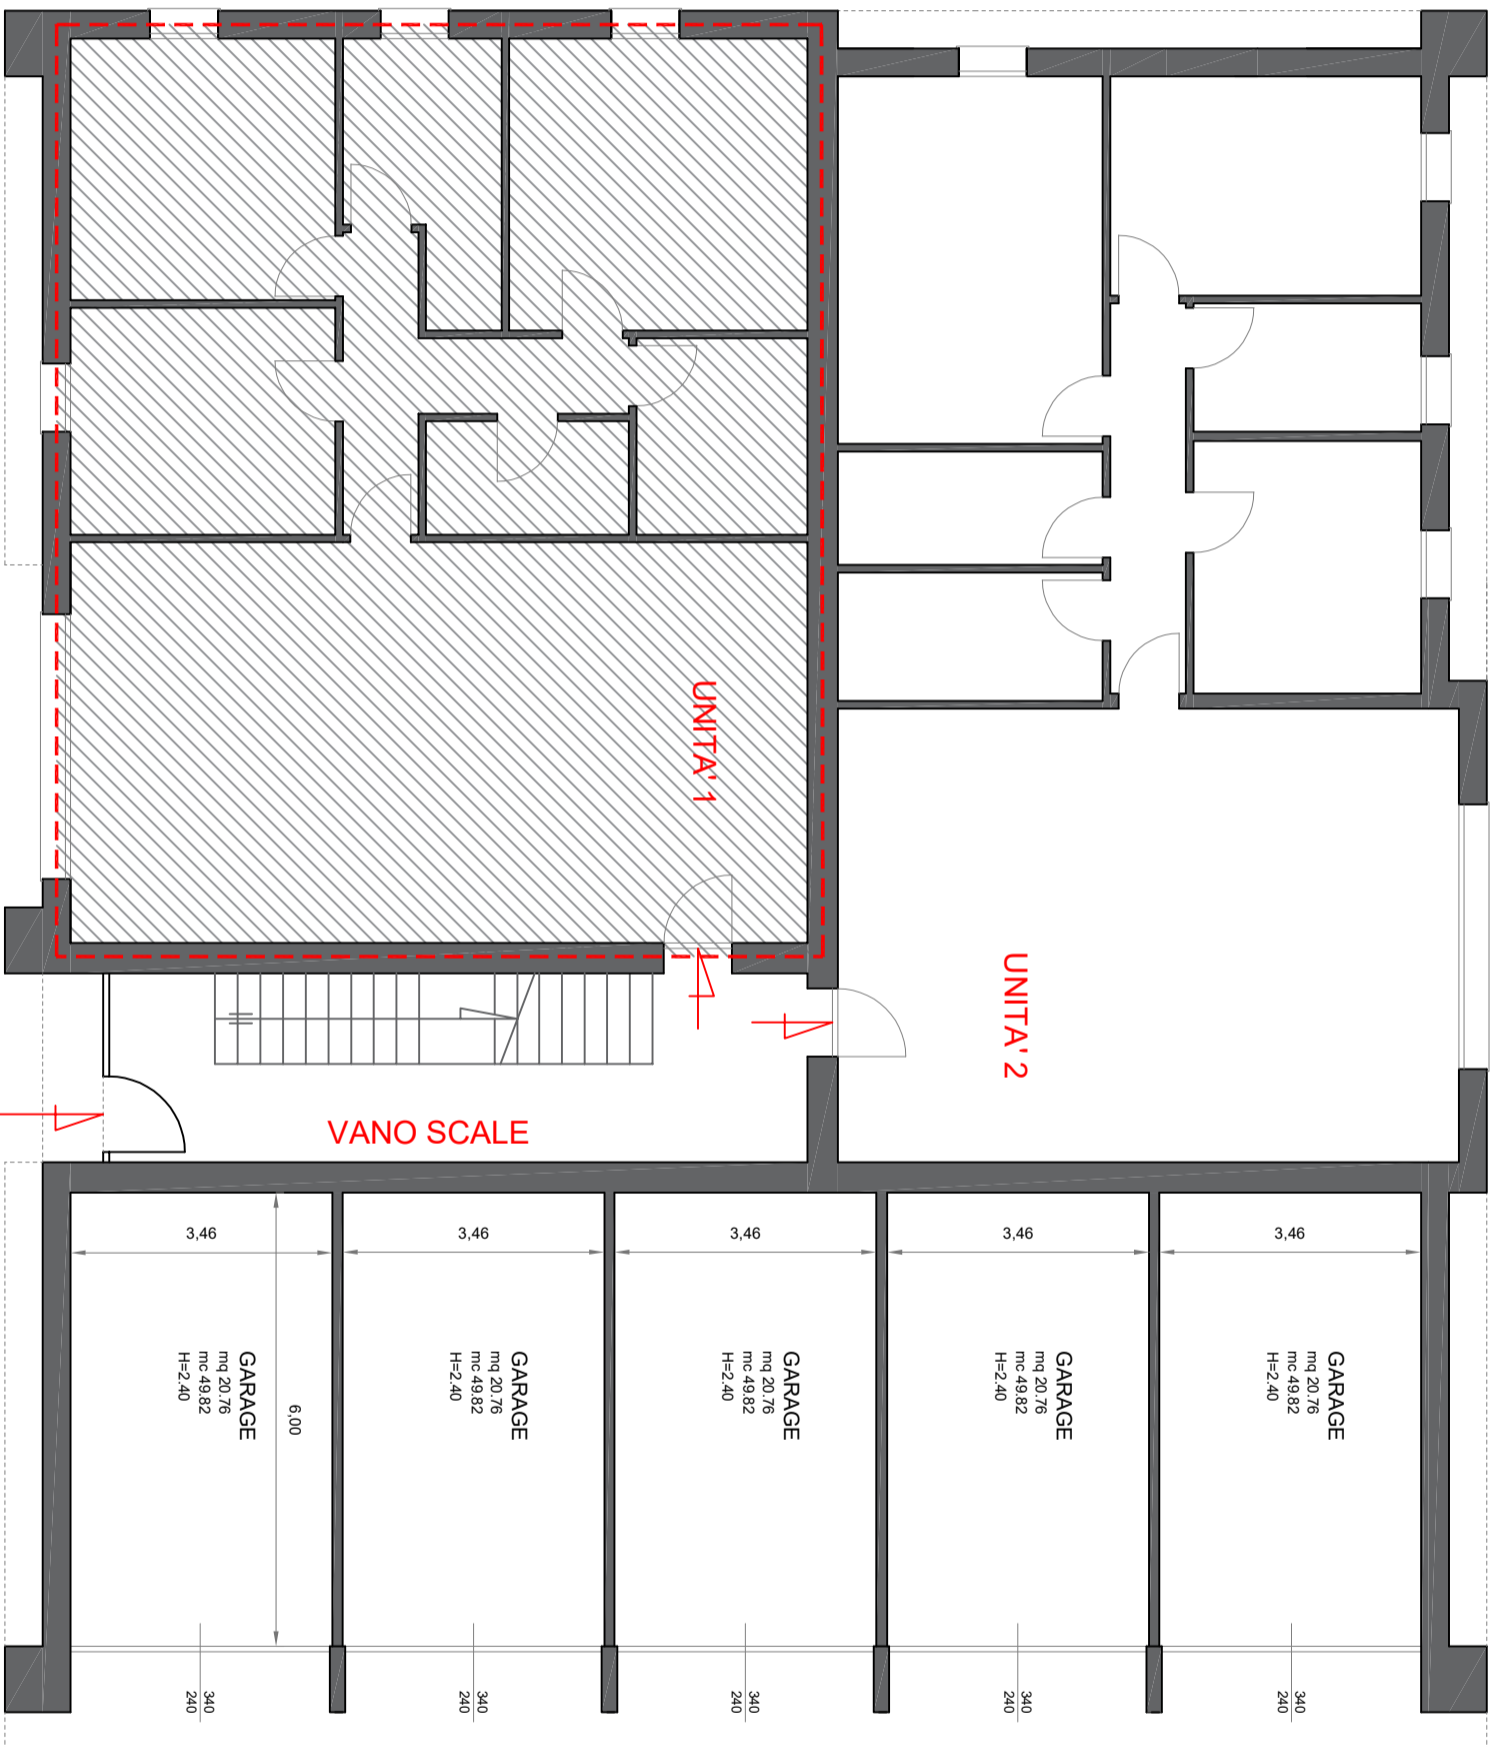 UNITA' 1
UNITA' 2
VANO SCALE
3,46
3,46
3,46
3,46
3,46
GARAGE
mq 20.76
mc 49.82
H=2.40
6,00
GARAGE
mq 20.76
mc 49.82
H=2.40
GARAGE
mq 20.76
mc 49.82
H=2.40
GARAGE
mq 20.76
mc 49.82
H=2.40
GARAGE
mq 20.76
mc 49.82
H=2.40
340
240
340
240
340
240
340
240
340
240